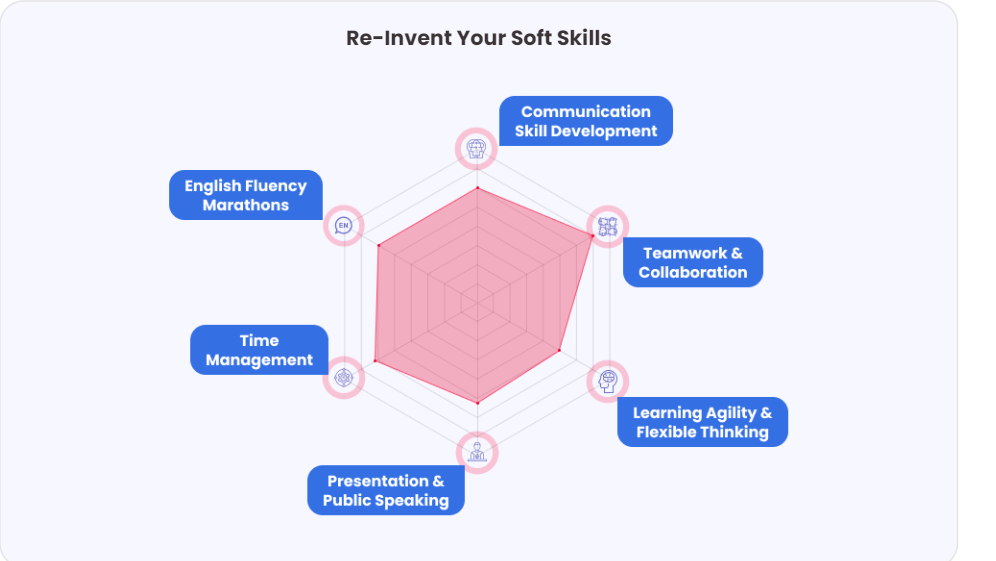 Re-Invent Your Soft Skills
Communication
Skill Development
English Fluency
Marathons
EN
Teamwork &
Collaboration
Time
Management
Learning Agility &
Flexible Thinking
Presentation &
Public Speaking